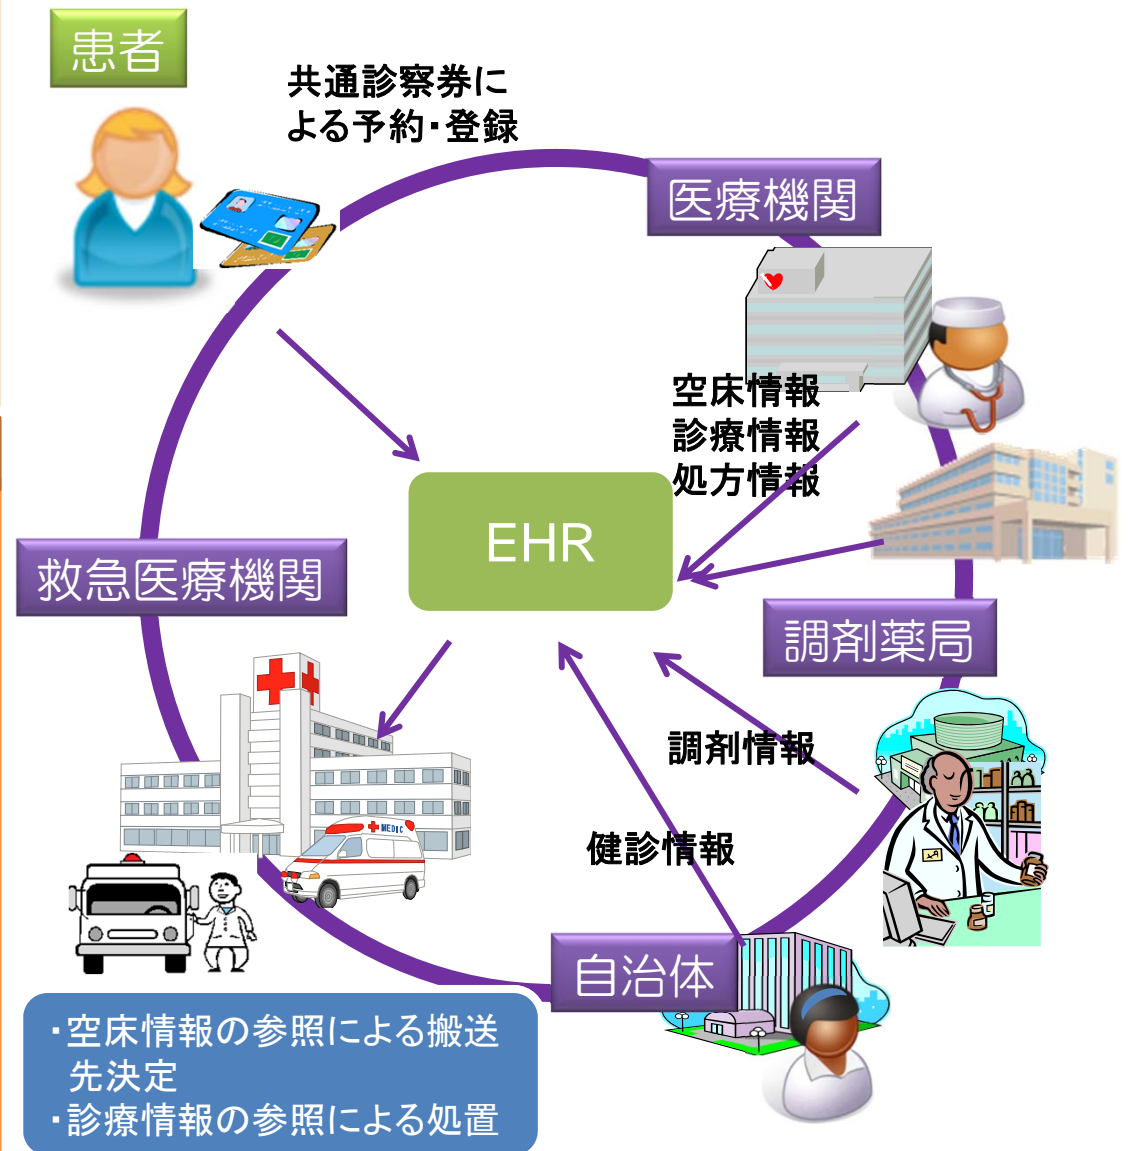 患者
共通診察券に
よる予約・登録
医療機関
空床情報
診療情報
処方情報
EHR
救急医療機関
調剤薬局
調剤情報
MEDIC
健診情報
自治体
・空床情報の参照による搬送
先決定
・診療情報の参照による処置